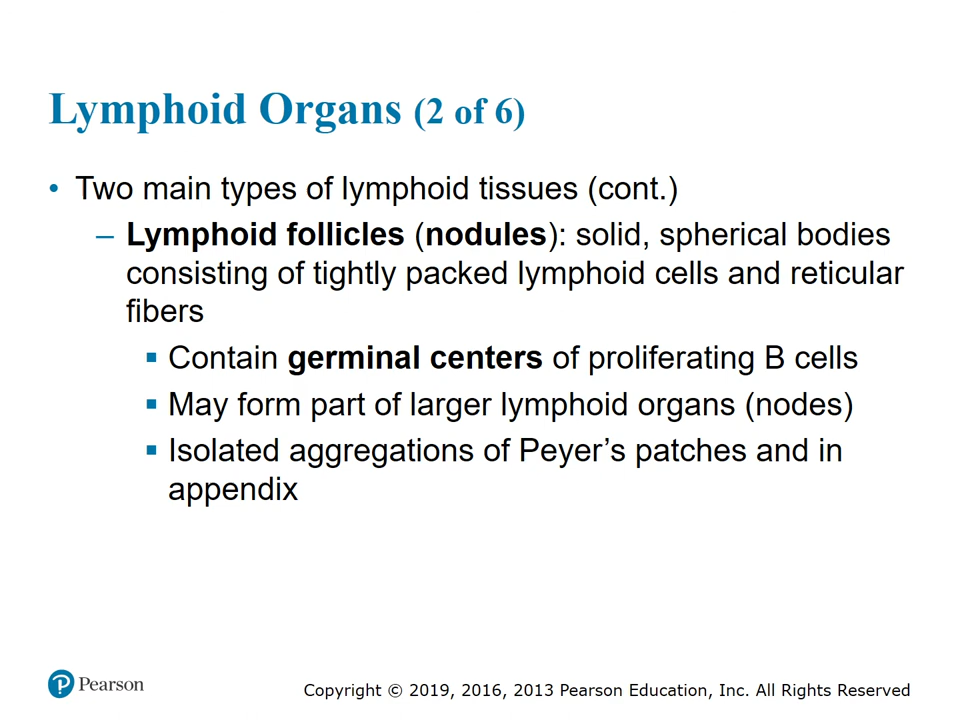 Lymphoid Organs (2 of 6)
• Two main types of lymphoid tissues (cont.)
– Lymphoid follicles (nodules): solid, spherical bodies
consisting of tightly packed lymphoid cells and reticular
fibers
▪ Contain germinal centers of proliferating B cells
▪ May form part of larger lymphoid organs (nodes)
▪ Isolated aggregations of Peyer’s patches and in
appendix
Pearson
Copyright © 2019, 2016, 2013 Pearson Education, Inc. All Rights Reserved